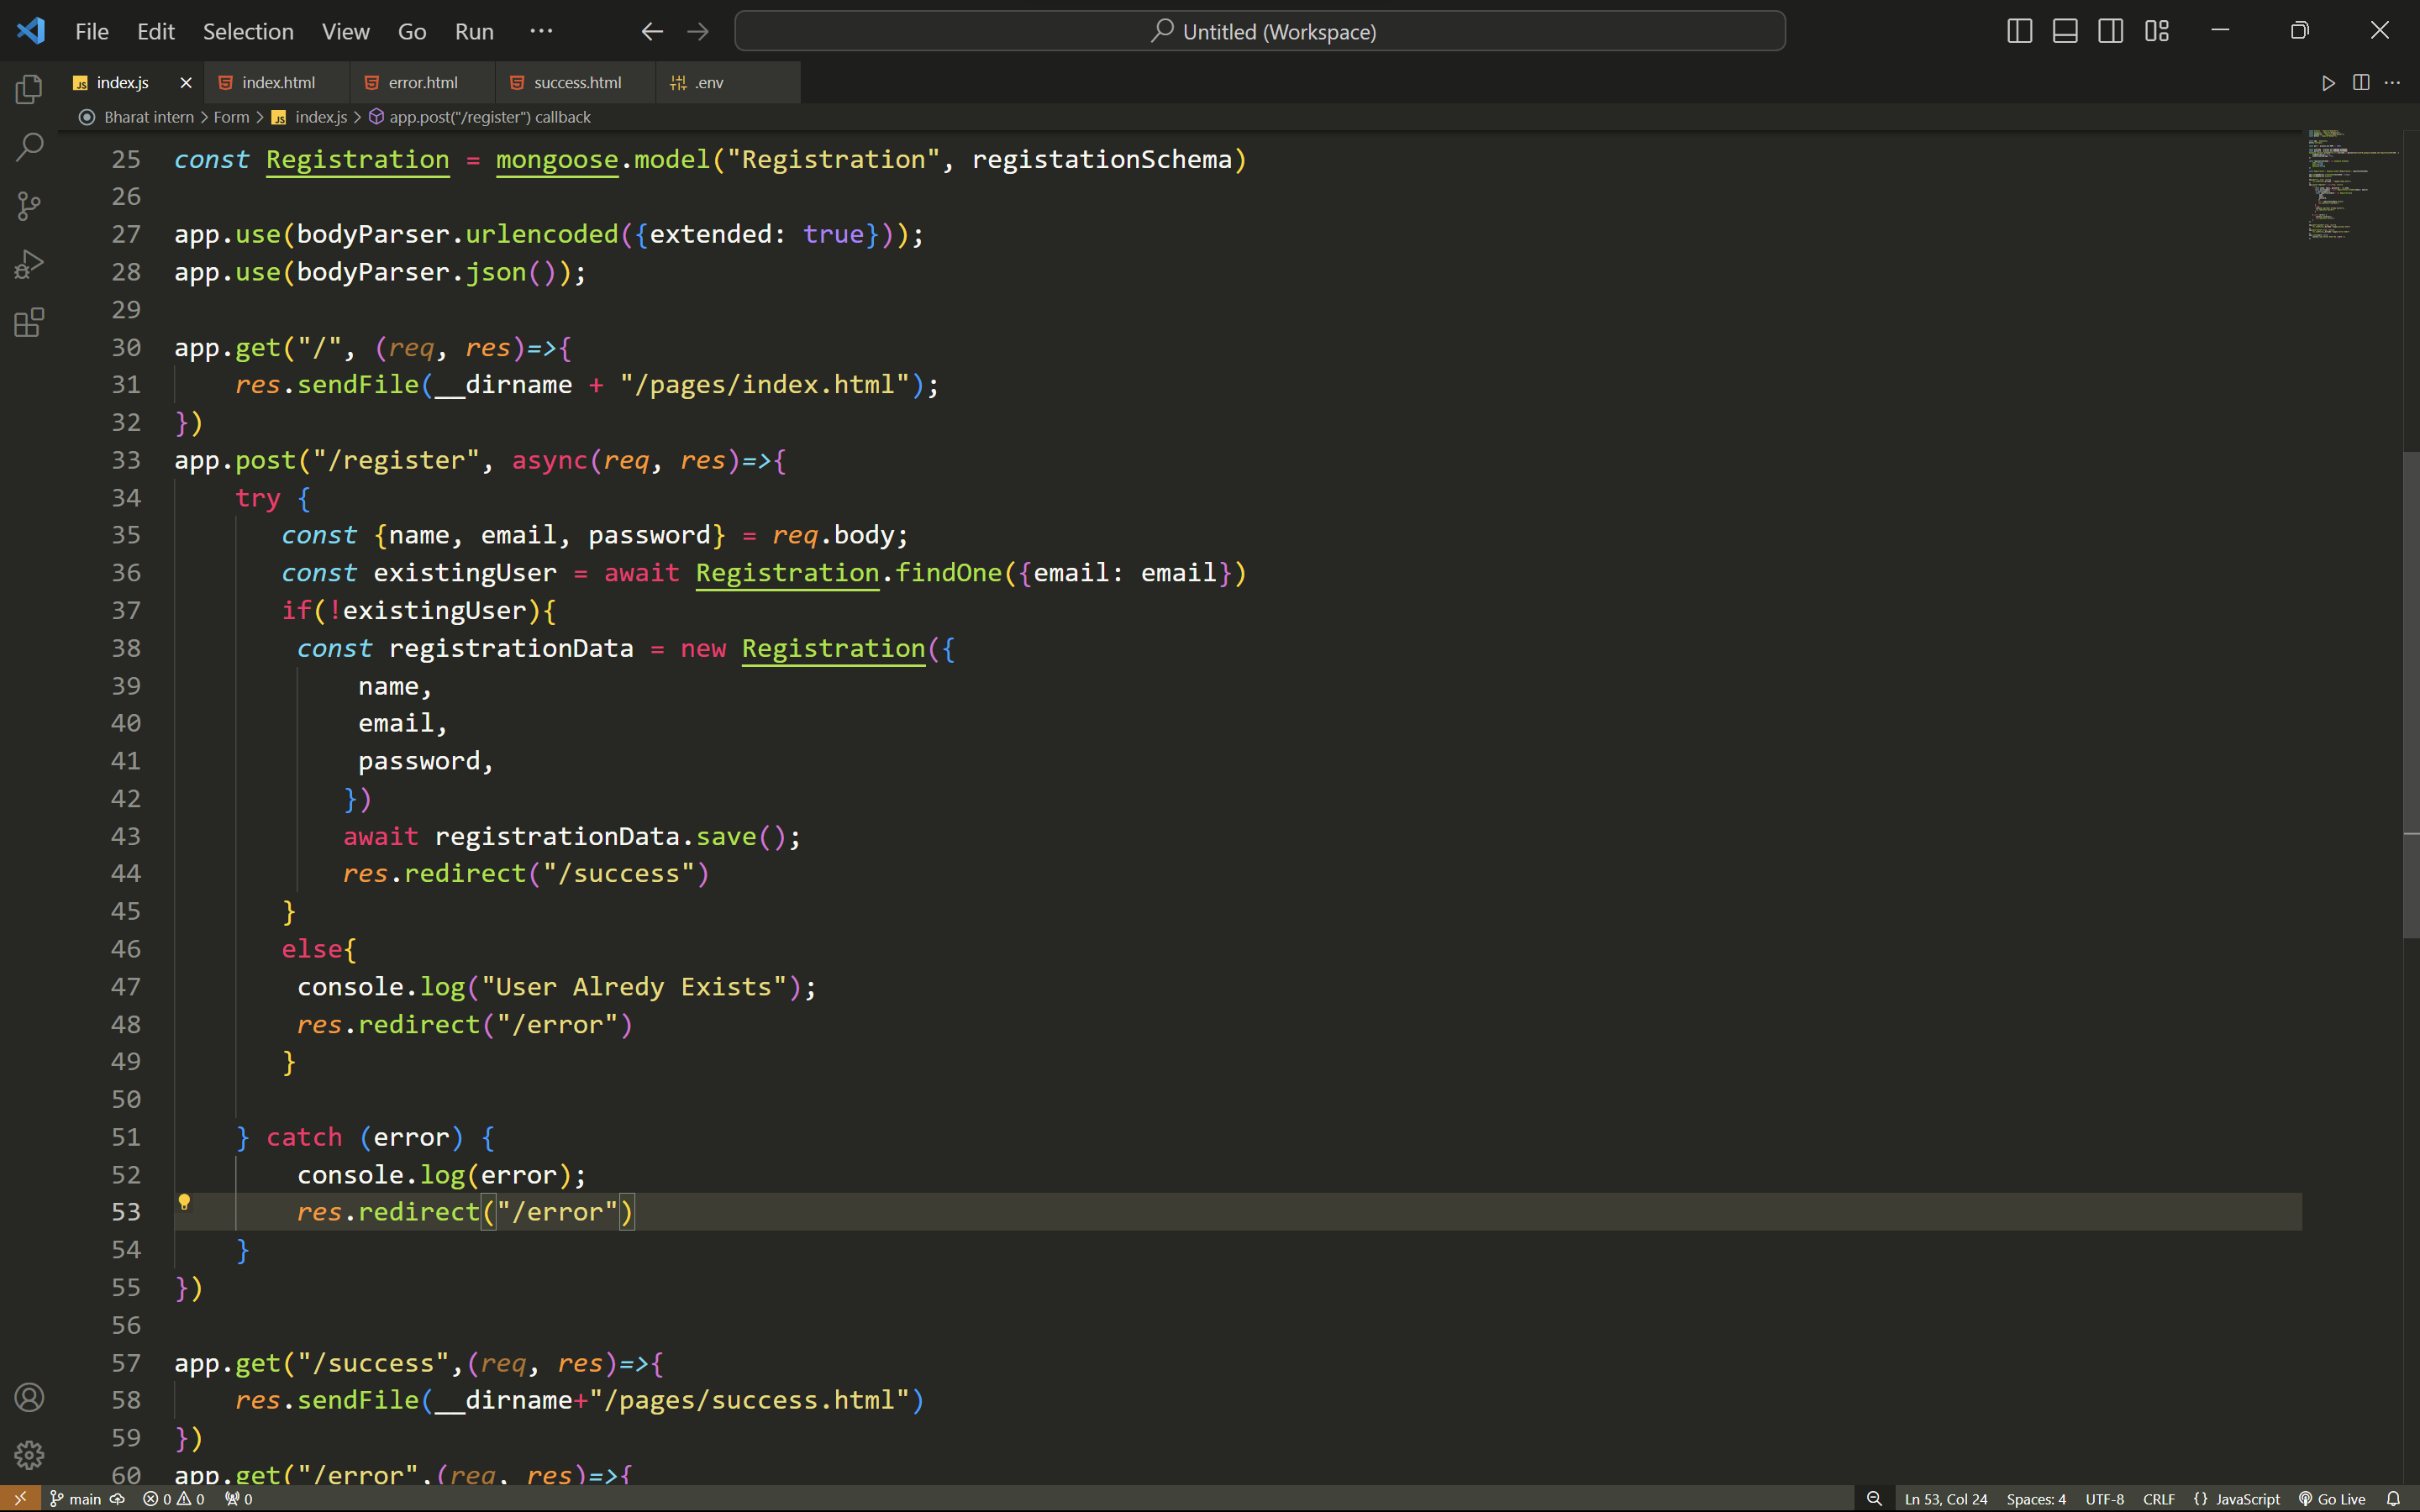 File Edit Selection View Go Run ··· Untitled (Workspace)
index.js index.html error.html success.html .env
Bharat intern > Form > JS index.js > app.post("/register") callback
25 const Registration = mongoose.model("Registration", registationSchema)
26
27 app.use(bodyParser.urlencoded({extended: true}));
28 app.use(bodyParser.json());
29
30 app.get("/", (req, res)=>{
31 res.sendFile(__dirname + "/pages/index.html");
32 })
33 app.post("/register", async(req, res)=>{
34 try {
35 const {name, email, password} = req.body;
36 const existingUser = await Registration.findOne({email: email})
37 if(!existingUser){
38 const registrationData = new Registration({
39 name,
40 email,
41 password,
42 })
43 await registrationData.save();
44 res.redirect("/success")
45 }
46 else{
47 console.log("User Alredy Exists");
48 res.redirect("/error")
49 }
50
51 } catch (error) {
52 console.log(error);
53 res.redirect("/error")
54 }
55 })
56
57 app.get("/success",(req, res)=>{
58 res.sendFile(__dirname+"/pages/success.html")
59 })
60 app.get("/error",(req, res)=>{
main 0 0 0 Ln 53, Col 24 Spaces: 4 UTF-8 CRLF {} JavaScript Go Live